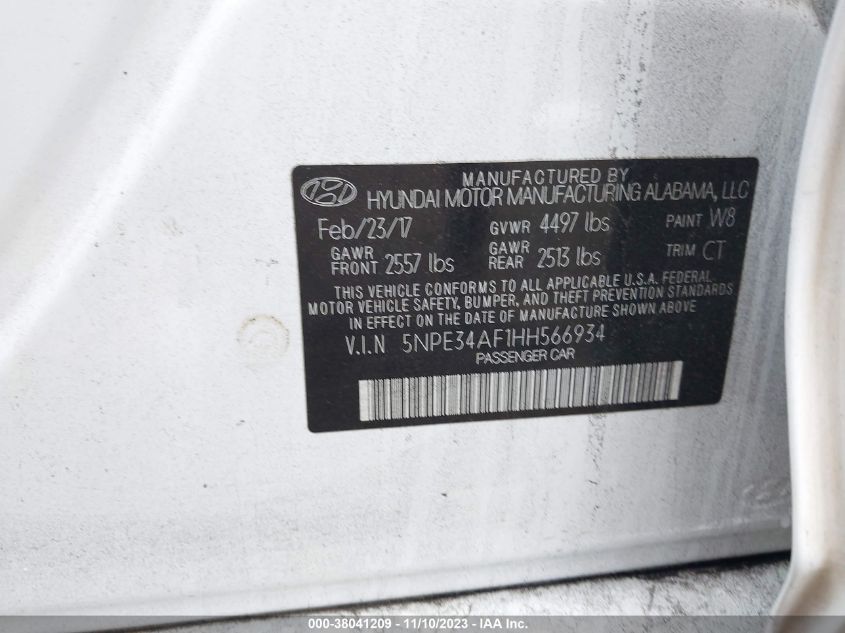 MANUFACTURED BY
HYUNDAI MOTOR MANUFACTURING ALABAMA, LLC
Feb/23/17 GVWR 4497 lbs PAINT W8
GAWR FRONT 2557 lbs GAWR REAR 2513 lbs TRIM CT
THIS VEHICLE CONFORMS TO ALL APPLICABLE U.S.A. FEDERAL
MOTOR VEHICLE SAFETY, BUMPER, AND THEFT PREVENTION STANDARDS
IN EFFECT ON THE DATE OF MANUFACTURE SHOWN ABOVE
V.I.N 5NPE34AF1HH566934
PASSENGER CAR
000-38041209 - 11/10/2023 - © IAA, Inc.